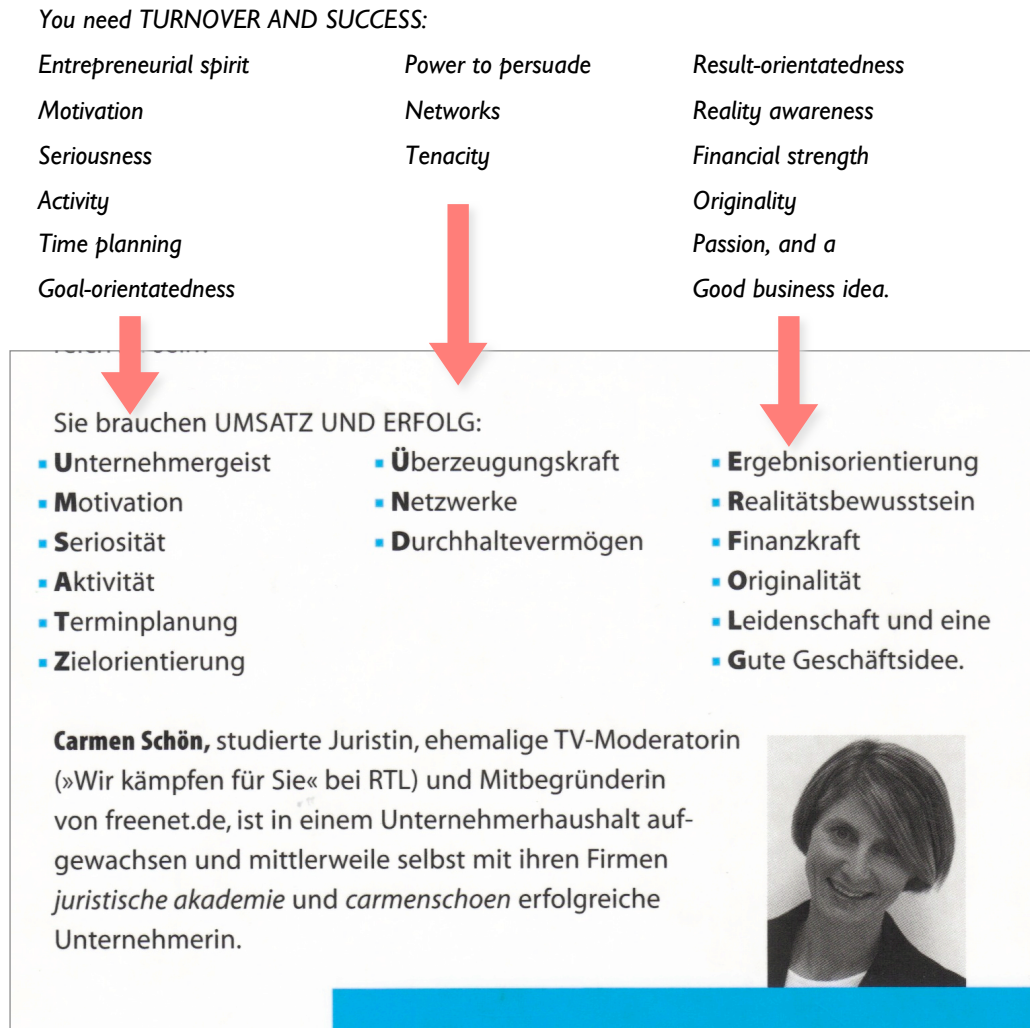 You need TURNOVER AND SUCCESS:
Entrepreneurial spirit
Motivation
Seriousness
Activity
Time planning
Goal-orientatedness
Power to persuade
Networks
Tenacity
Result-orientatedness
Reality awareness
Financial strength
Originality
Passion, and a
Good business idea.
Sie brauchen UMSATZ UND ERFOLG:
▪ Unternehmergeist
▪ Motivation
▪ Seriosität
▪ Aktivität
▪ Terminplanung
▪ Zielorientierung
▪ Überzeugungskraft
▪ Netzwerke
▪ Durchhaltevermögen
▪ Ergebnisorientierung
▪ Realitätsbewusstsein
▪ Finanzkraft
▪ Originalität
▪ Leidenschaft und eine
▪ Gute Geschäftsidee.
Carmen Schön, studierte Juristin, ehemalige TV-Moderatorin
(»Wir kämpfen für Sie« bei RTL) und Mitbegründerin
von freenet.de, ist in einem Unternehmerhaushalt auf-
gewachsen und mittlerweile selbst mit ihren Firmen
juristische akademie und carmenschoen erfolgreiche
Unternehmerin.